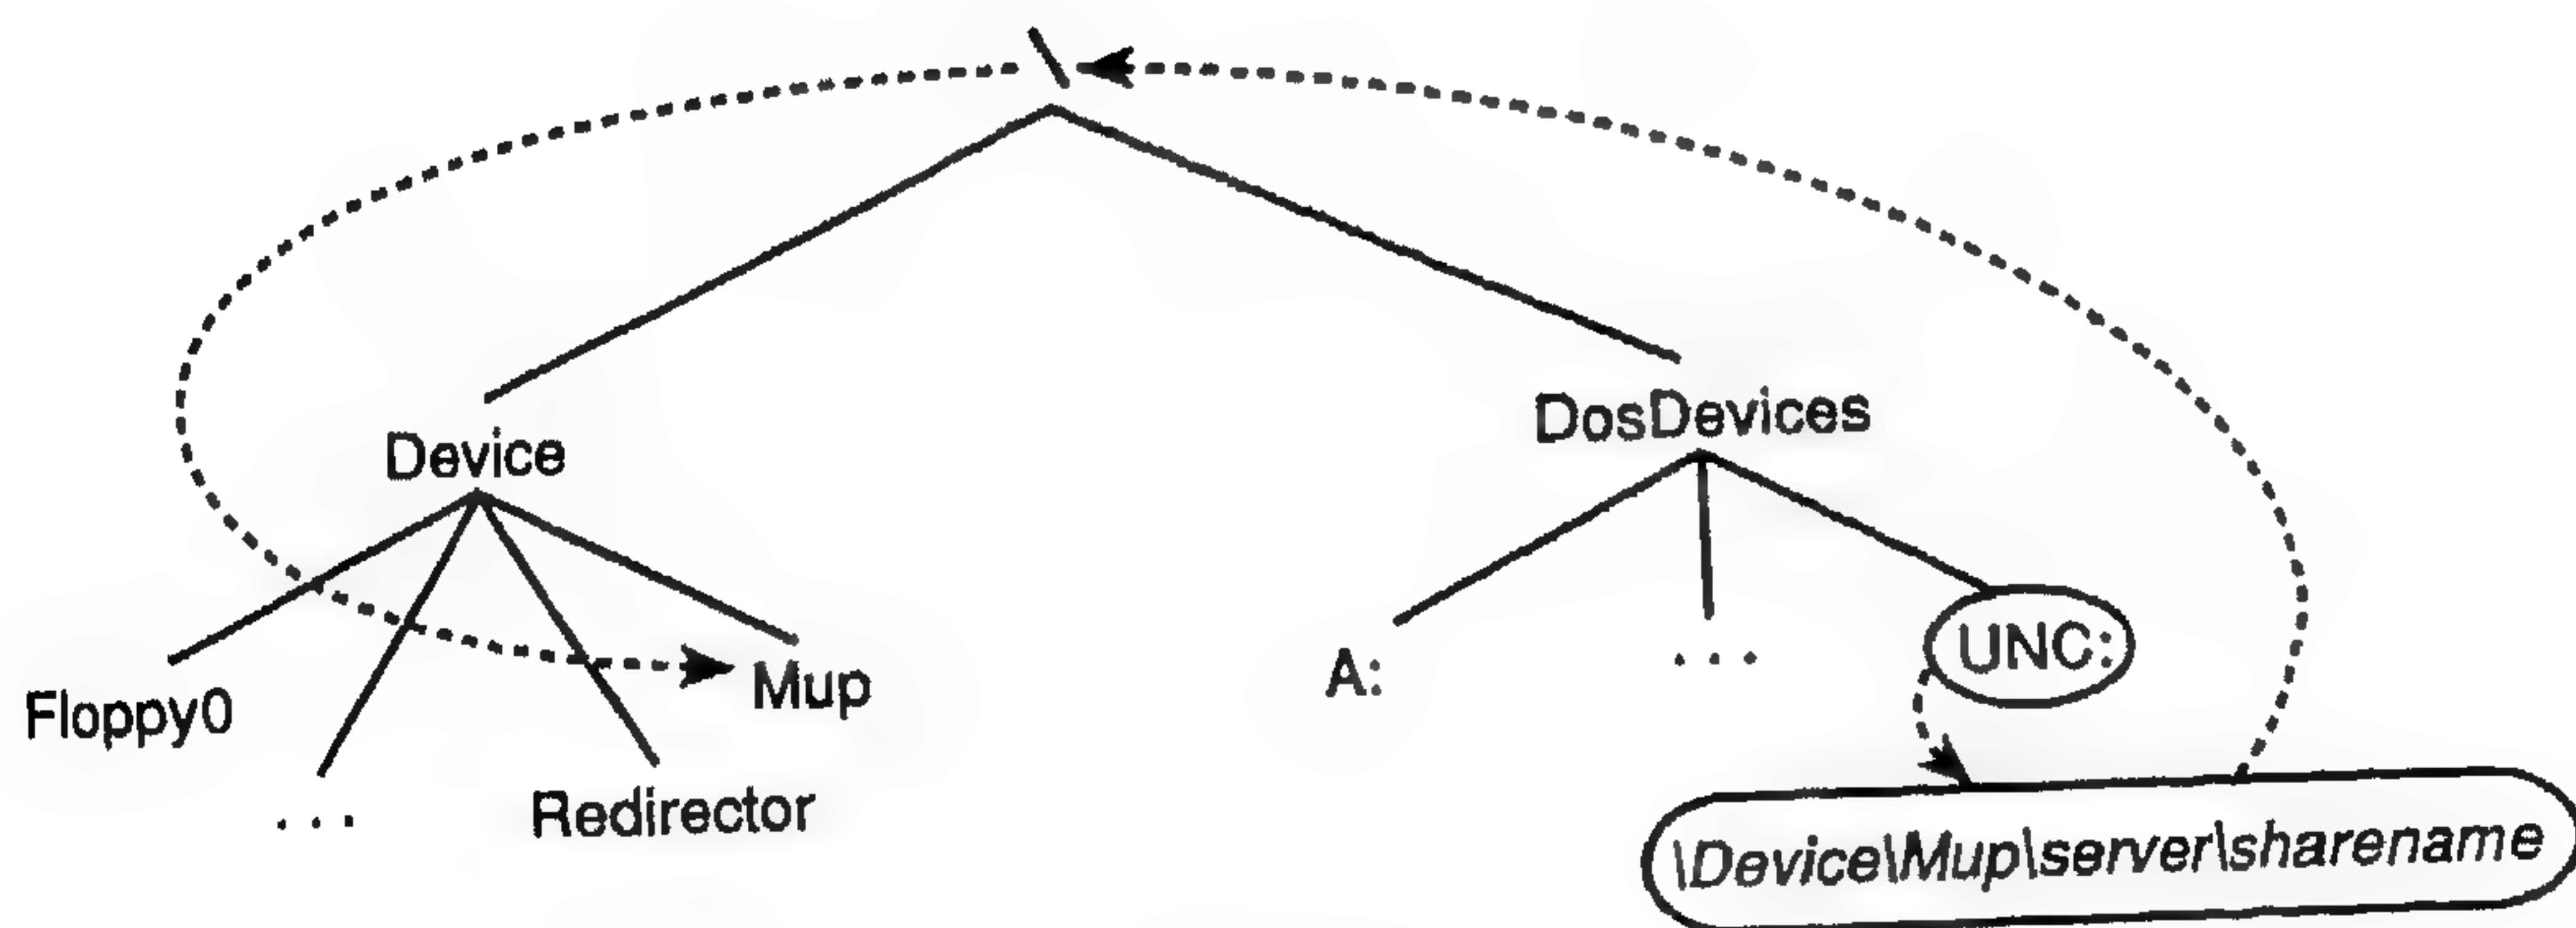 \
Device
DosDevices
Floppy0
. . .
Redirector
Mup
A:
. . .
UNC:
\Device\Mup\server\sharename